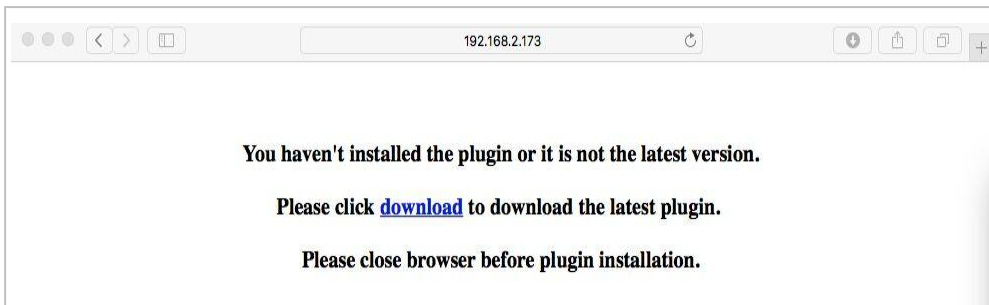 192.168.2.173
You haven't installed the plugin or it is not the latest version.
Please click download to download the latest plugin.
Please close browser before plugin installation.